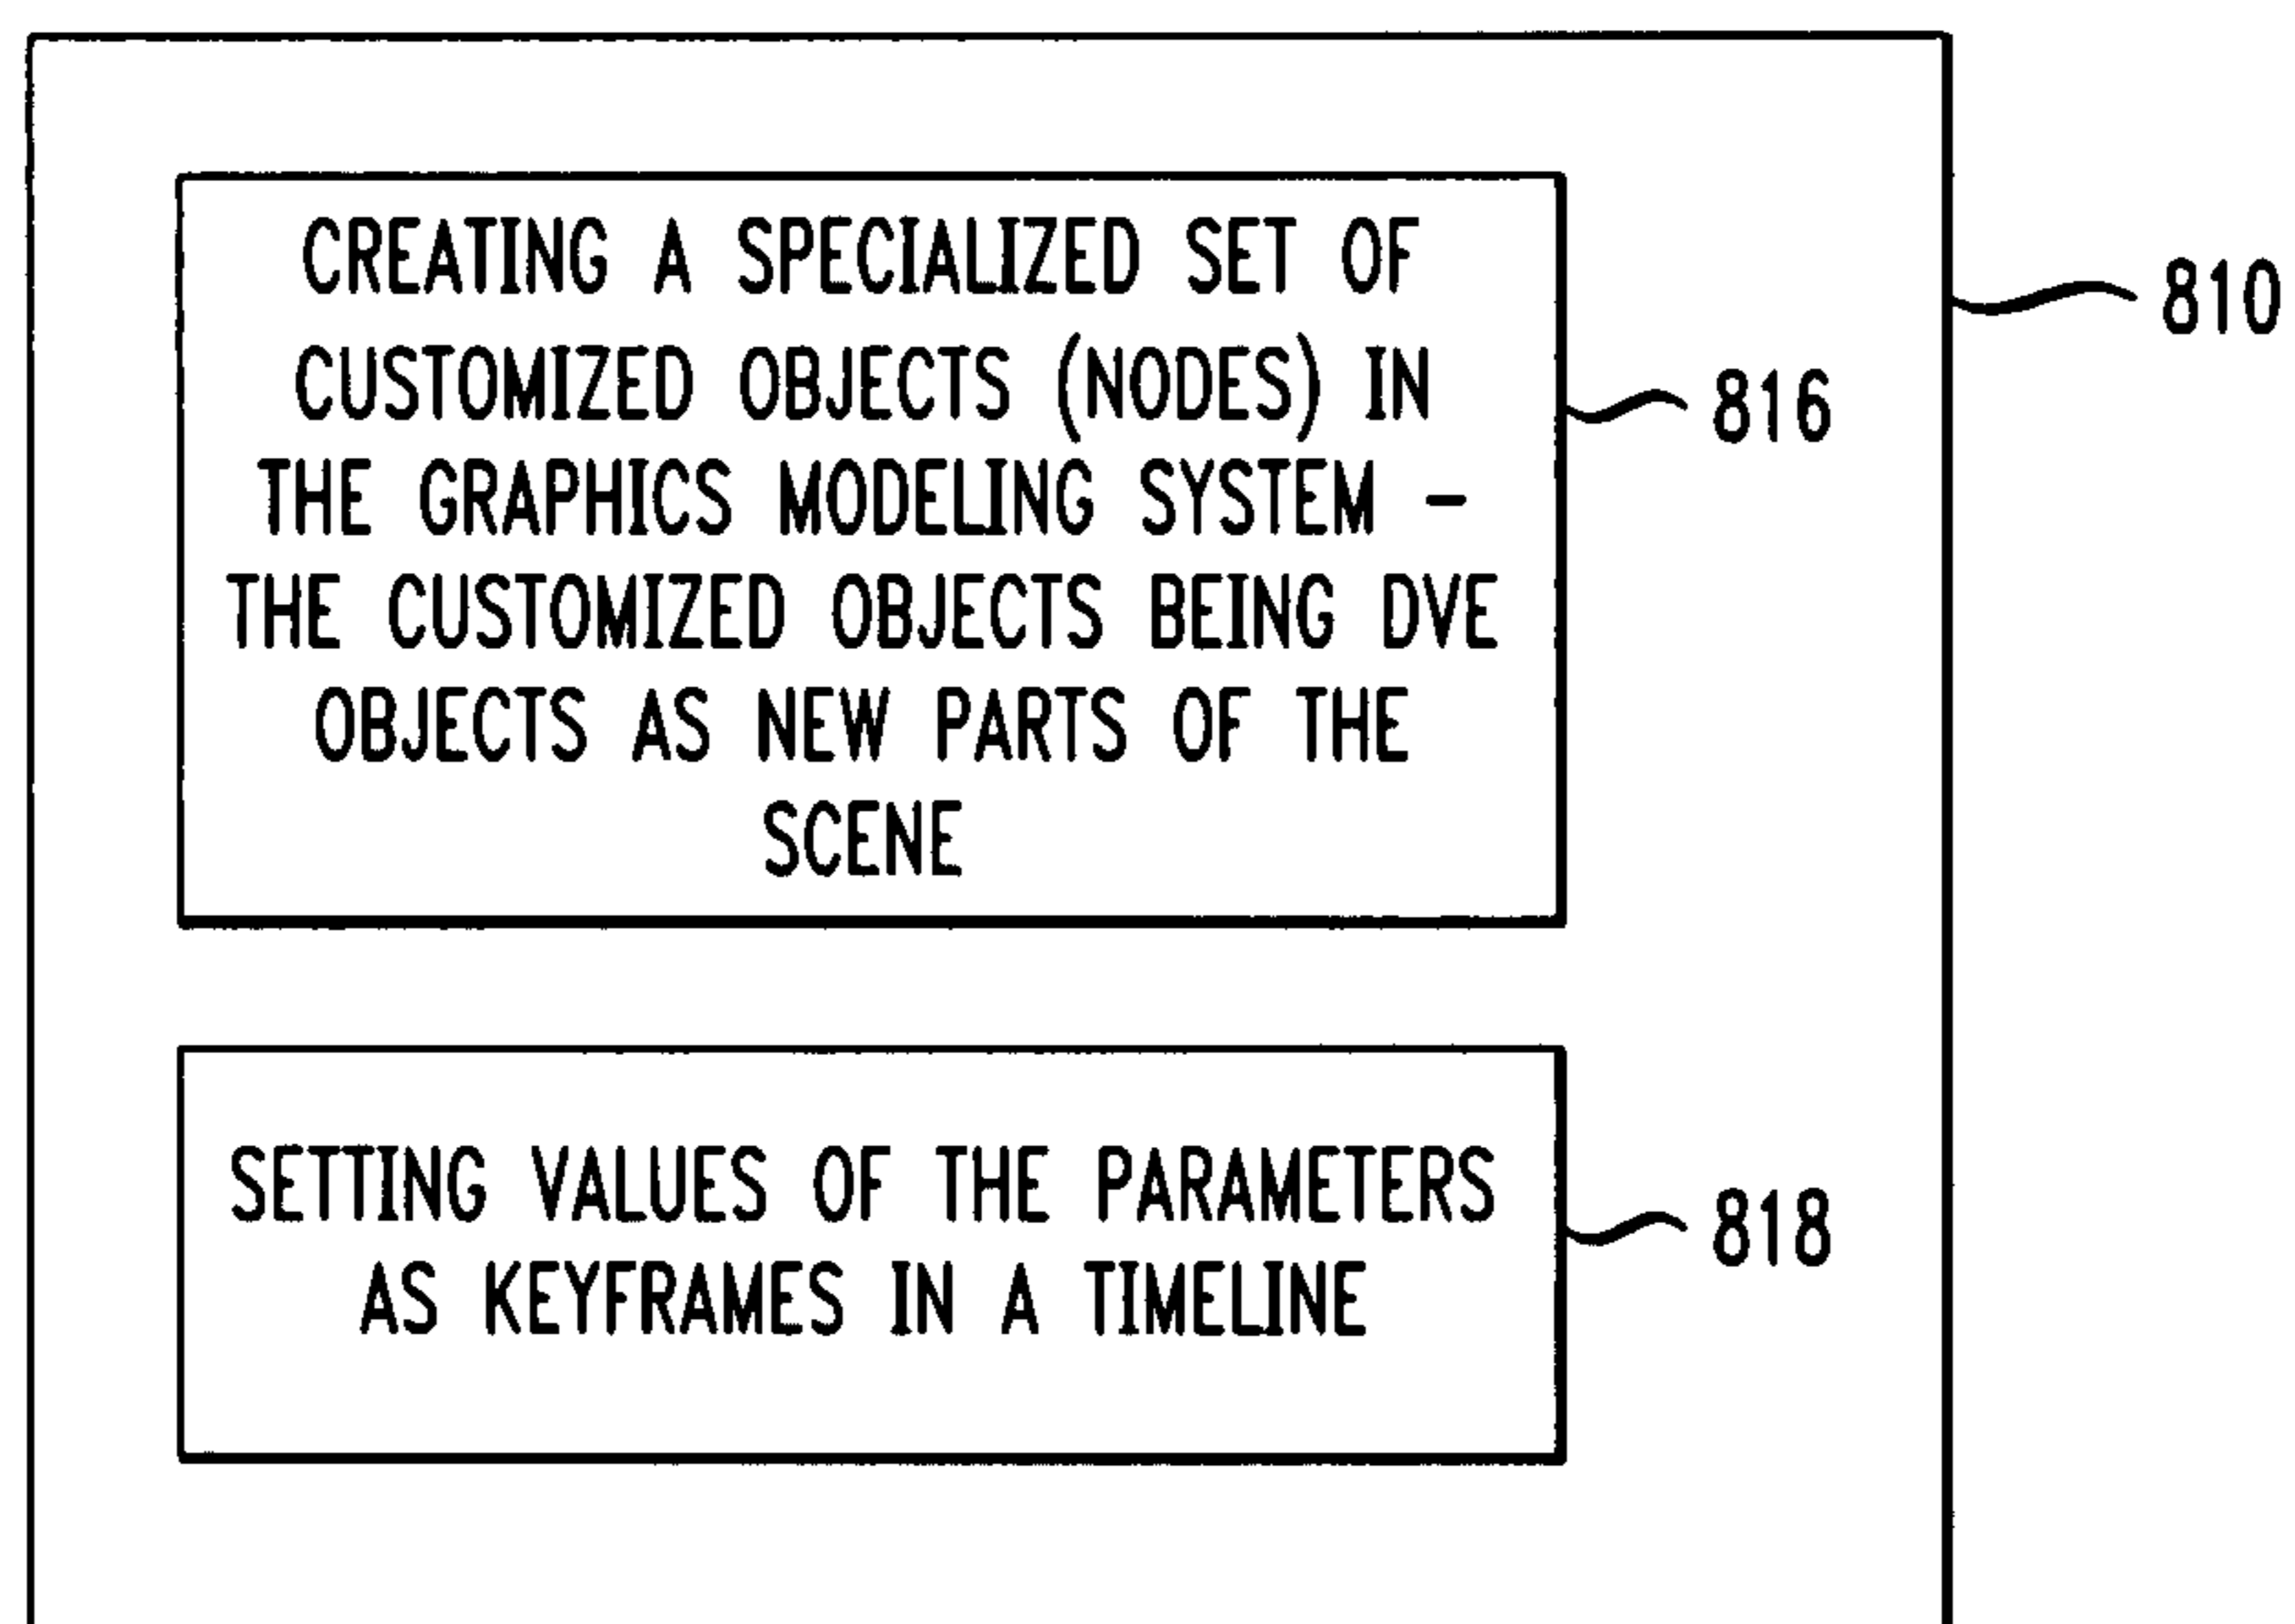 CREATING A SPECIALIZED SET OF
CUSTOMIZED OBJECTS (NODES) IN
THE GRAPHICS MODELING SYSTEM -
THE CUSTOMIZED OBJECTS BEING DVE
OBJECTS AS NEW PARTS OF THE
SCENE
810
816
SETTING VALUES OF THE PARAMETERS
AS KEYFRAMES IN A TIMELINE
818